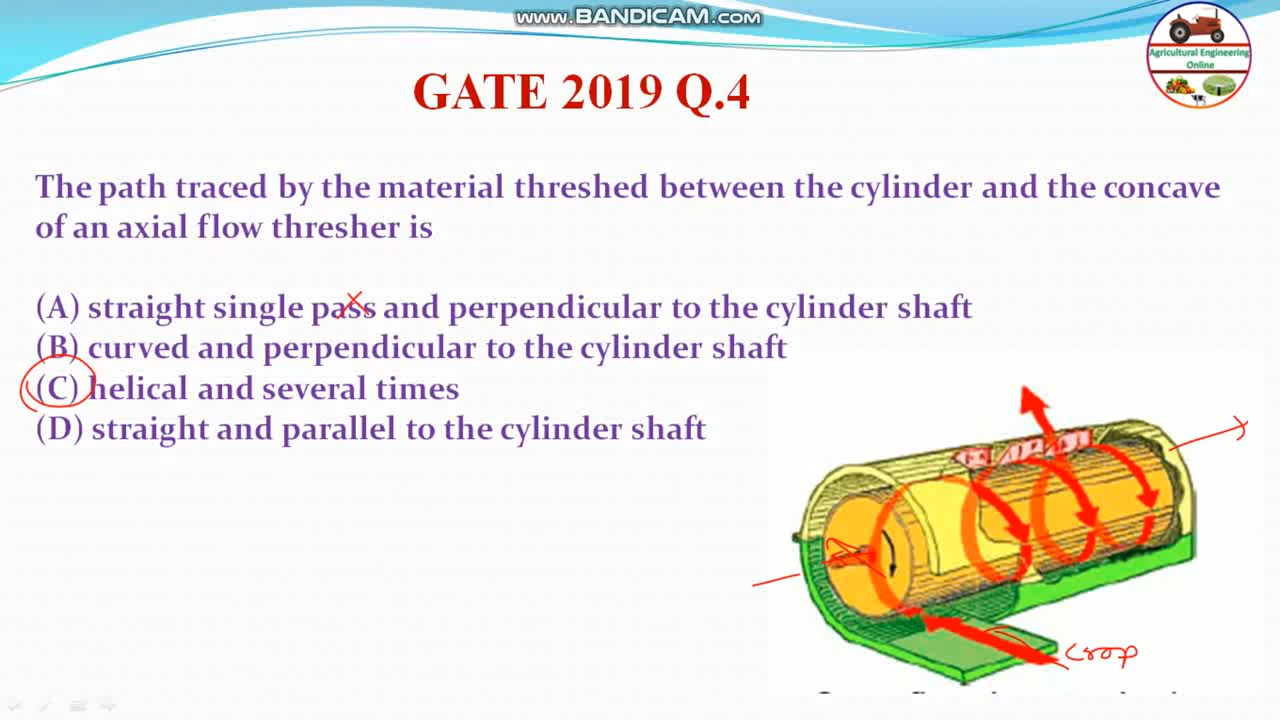 www.BANDICAM.com
Agricultural Engineering
Online
GATE 2019 Q.4
The path traced by the material threshed between the cylinder and the concave
of an axial flow thresher is
(A) straight single pass and perpendicular to the cylinder shaft
(B) curved and perpendicular to the cylinder shaft
(C) helical and several times
(D) straight and parallel to the cylinder shaft
crop